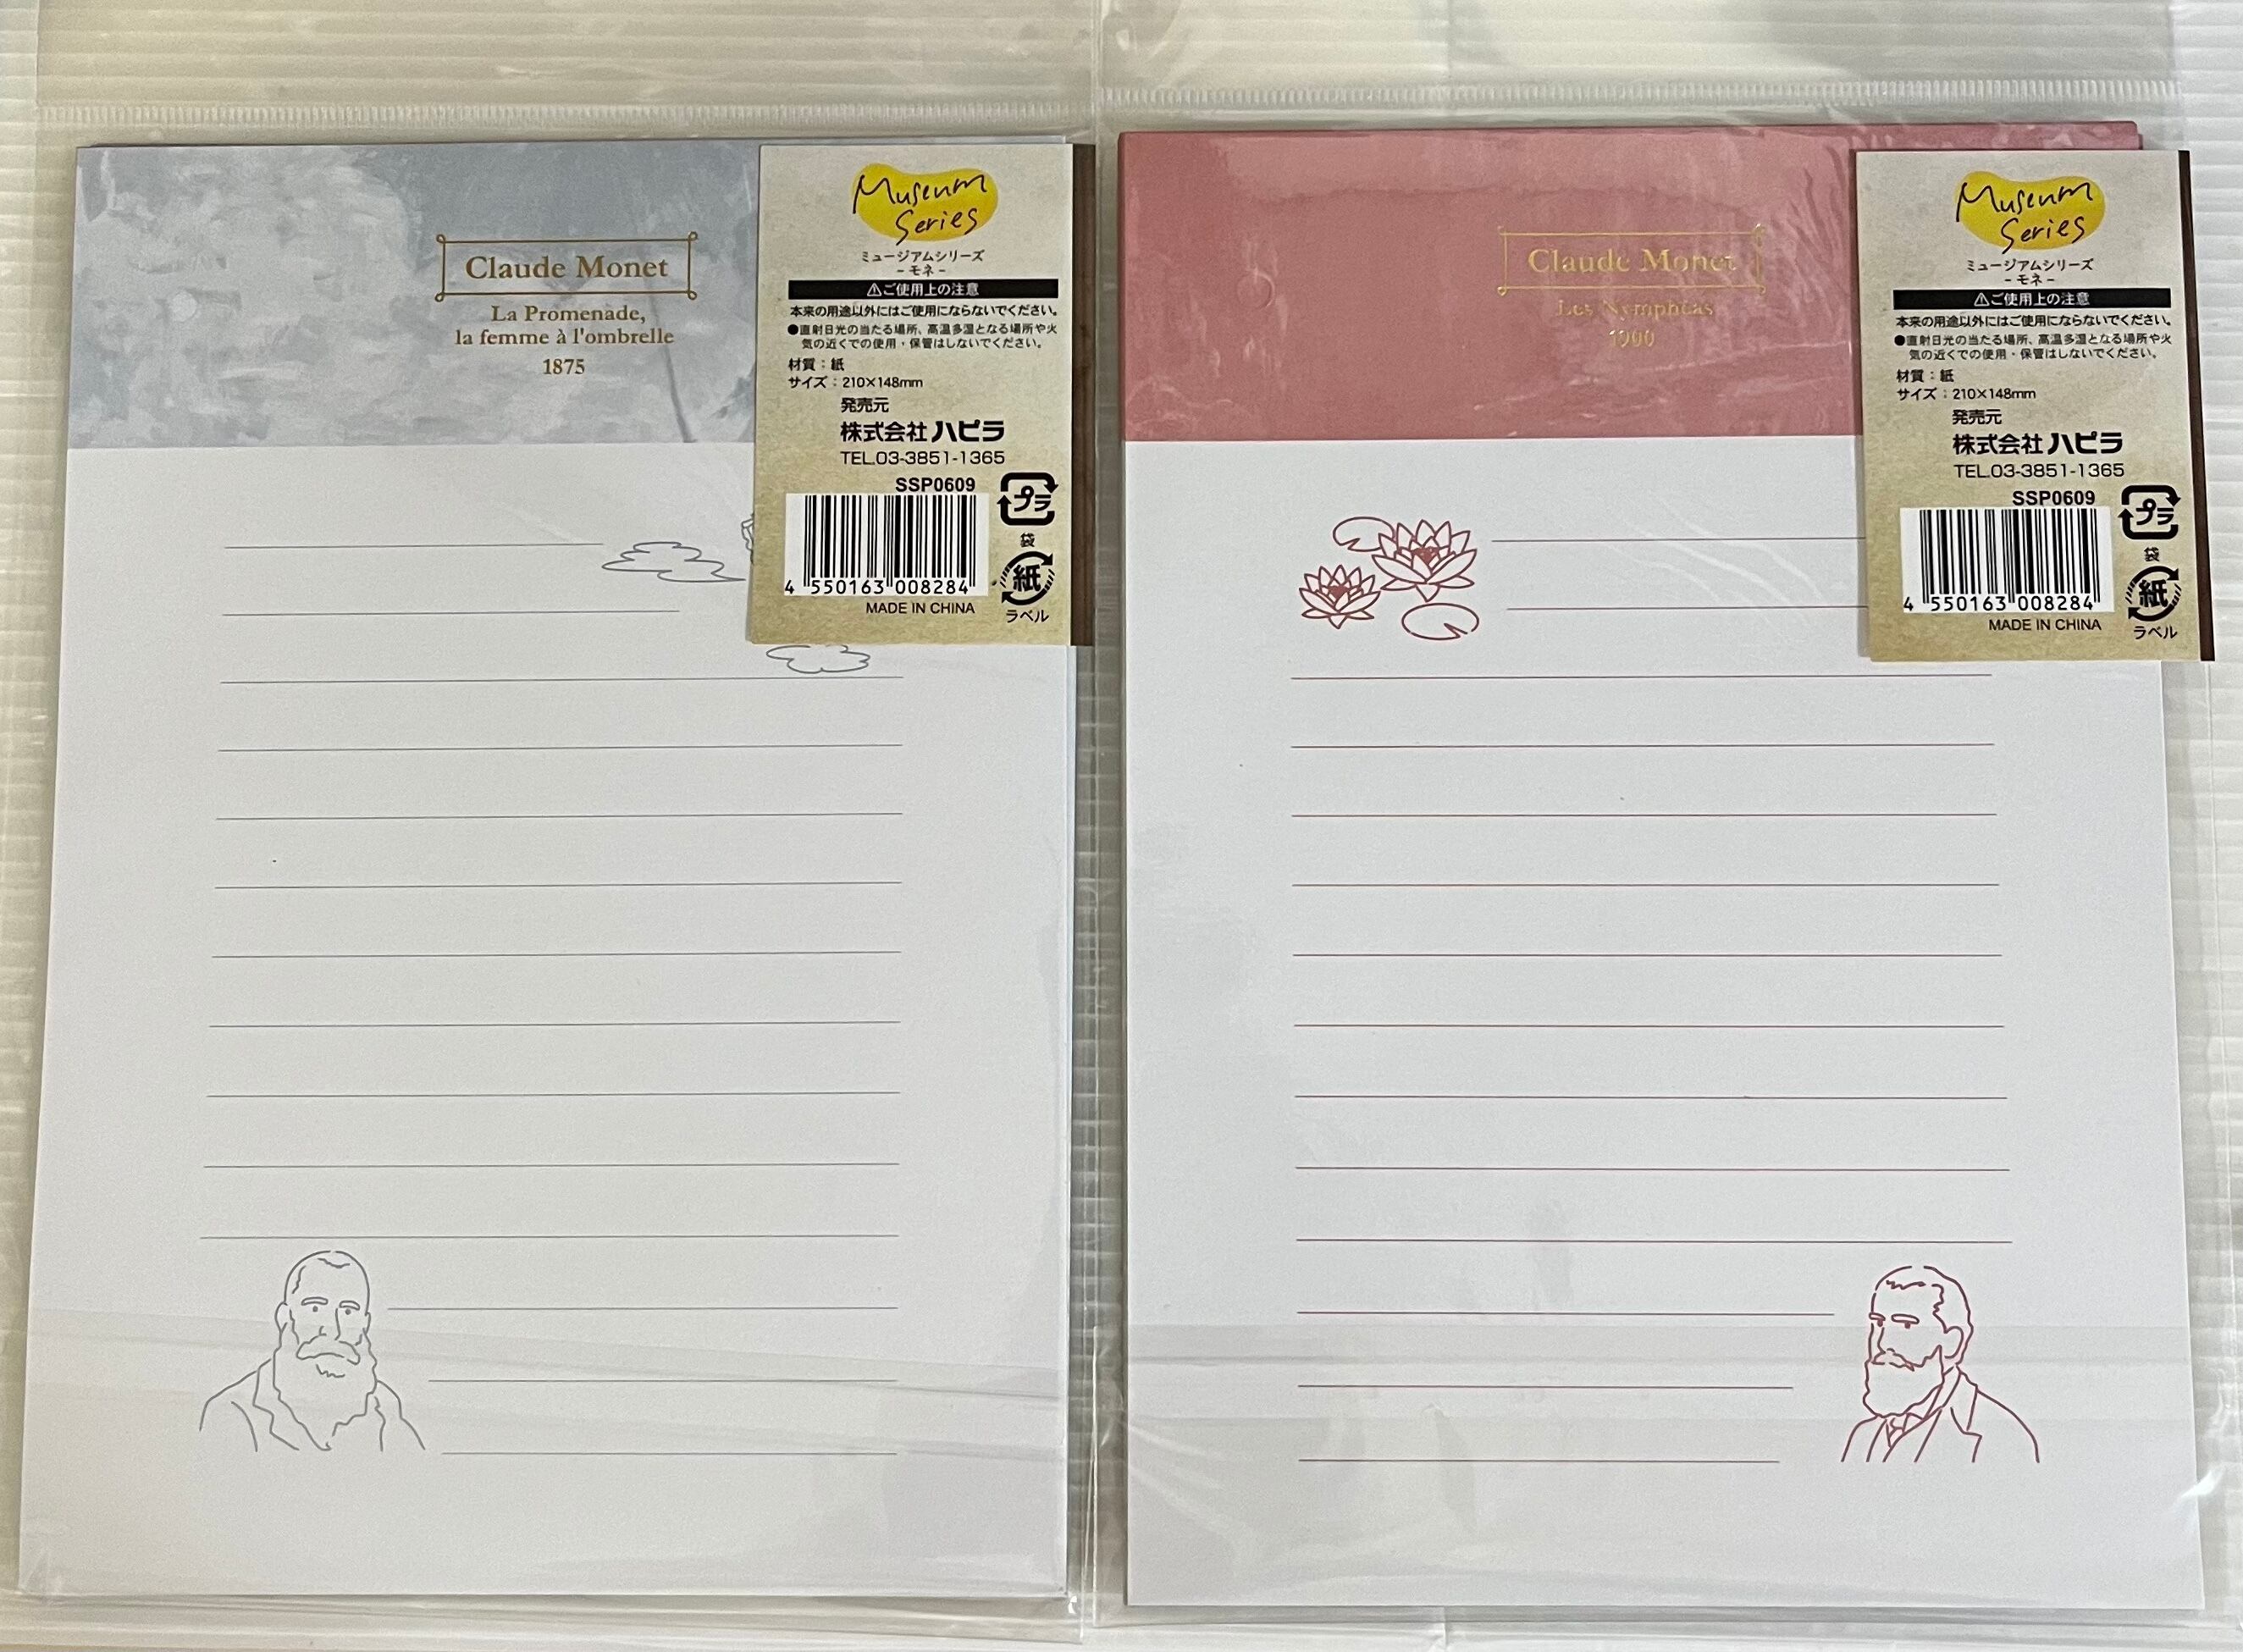 Claude Monet
La Promenade,
la femme à l'ombrelle
1875
Museum
Series
ミュージアムシリーズ
- モネ -
⚠ご使用上の注意
本来の用途以外にはご使用にならないでください。
●直射日光の当たる場所、高温多湿となる場所や火
気の近くでの使用・保管はしないでください。
材質：紙
サイズ：210×148mm
発売元
株式会社ハピラ
TEL.03-3851-1365
SSP0609
プラ
袋
4 550163 008284
紙
ラベル
MADE IN CHINA
Claude Monet
Les Nymphéas
1900
Museum
Series
ミュージアムシリーズ
- モネ -
⚠ご使用上の注意
本来の用途以外にはご使用にならないでください。
●直射日光の当たる場所、高温多湿となる場所や火
気の近くでの使用・保管はしないでください。
材質：紙
サイズ：210×148mm
発売元
株式会社ハピラ
TEL.03-3851-1365
SSP0609
プラ
袋
4 550163 008284
紙
ラベル
MADE IN CHINA